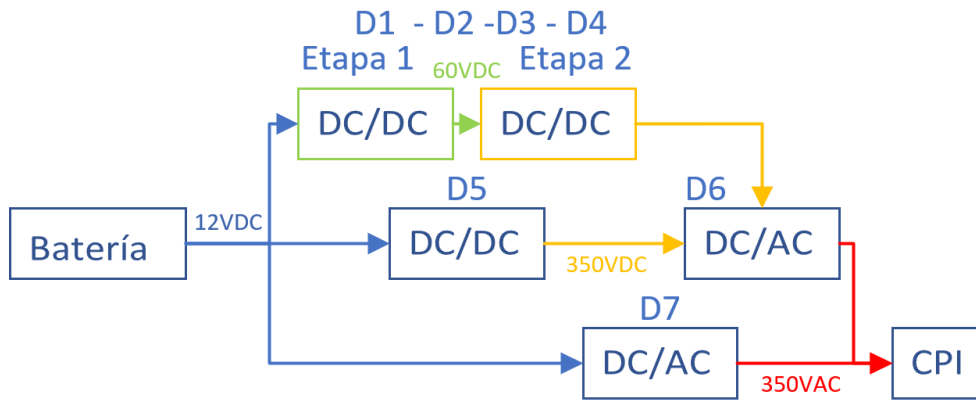 D1 - D2 -D3 - D4
Etapa 1
60VDC
Etapa 2
DC/DC
DC/DC
D5
D6
12VDC
Batería
DC/DC
350VDC
DC/AC
D7
DC/AC
350VAC
CPI